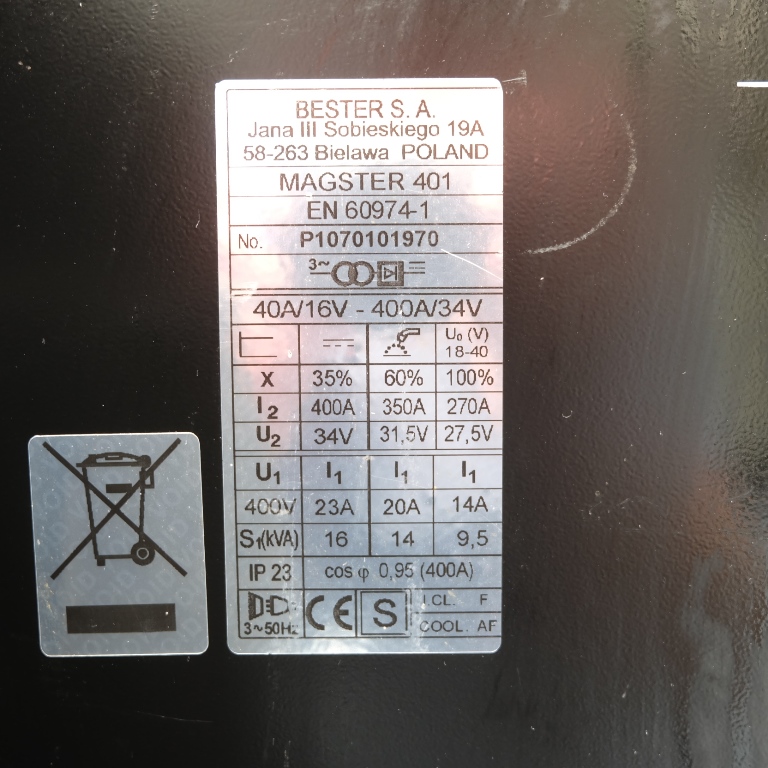 BESTER S. A.
Jana III Sobieskiego 19A
58-263 Bielawa POLAND
MAGSTER 401
EN 60974-1
No. P1070101970
3~
40A/16V - 400A/34V
U₀ (V)
18-40
X 35% 60% 100%
I₂ 400A 350A 270A
U₂ 34V 31,5V 27,5V
U₁ I₁ I₁ I₁
400V 23A 20A 14A
S₁(kVA) 16 14 9,5
IP 23 cos φ 0,95 (400A)
3~50Hz CE S I CL. F
COOL. AF